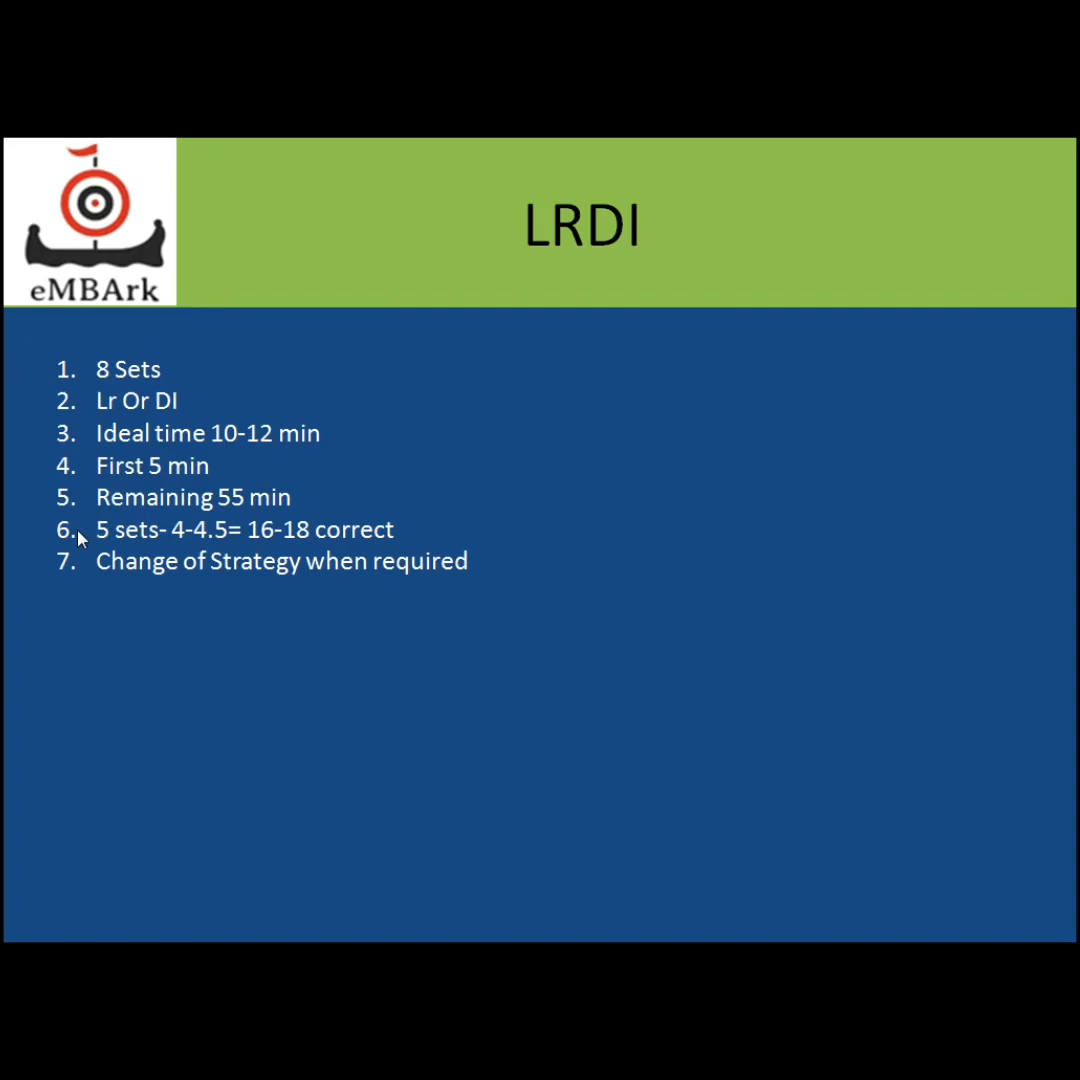 eMBArk
LRDI
1. 8 Sets
2. Lr Or DI
3. Ideal time 10-12 min
4. First 5 min
5. Remaining 55 min
6. 5 sets- 4-4.5= 16-18 correct
7. Change of Strategy when required